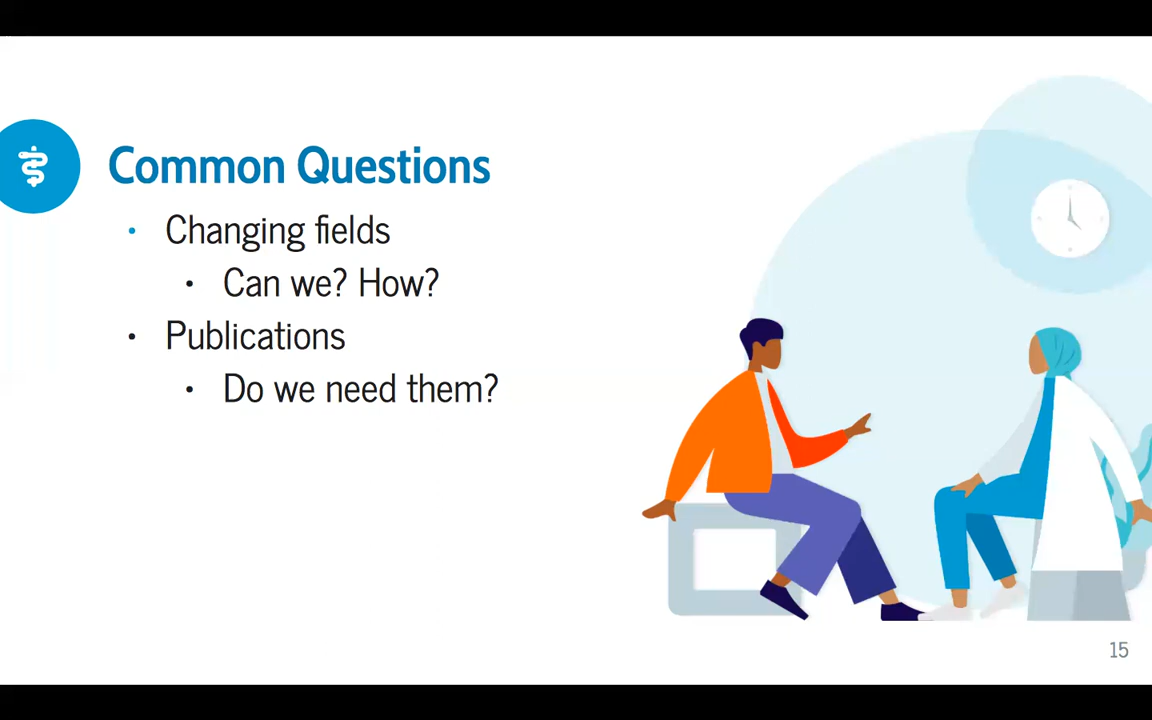 Common Questions
• Changing fields
• Can we? How?
• Publications
• Do we need them?
15